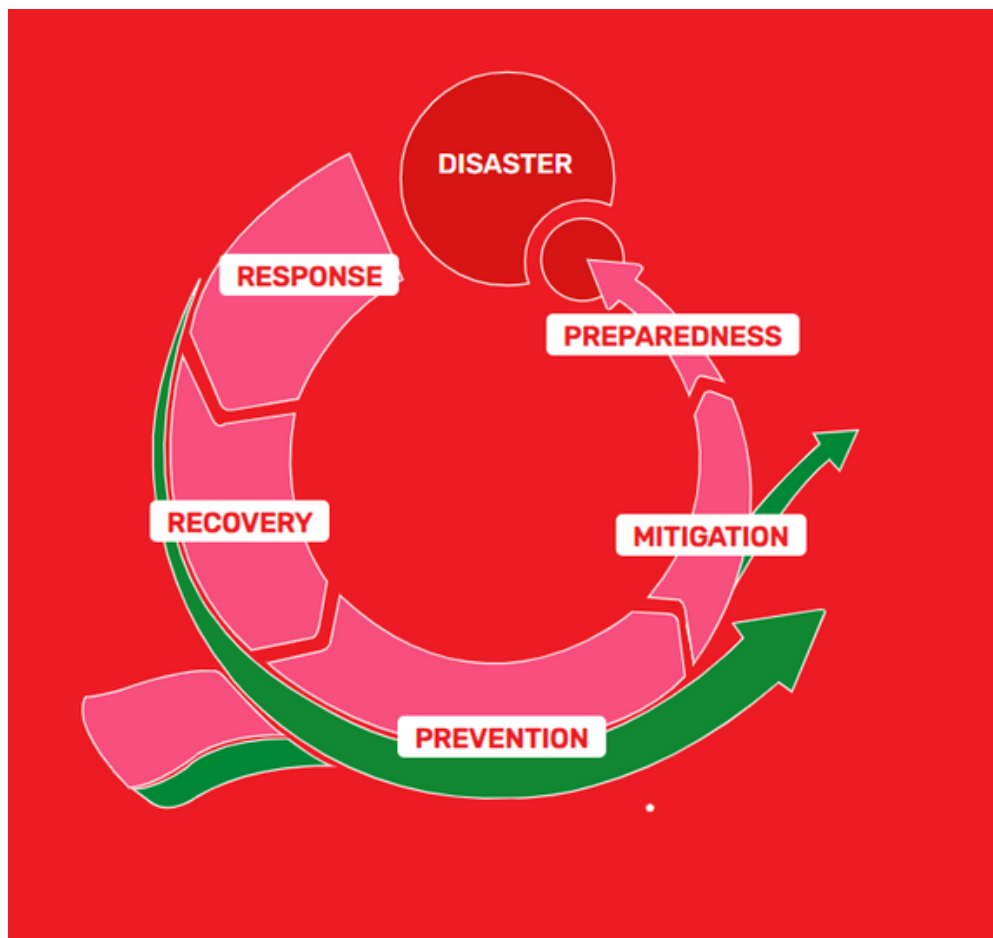 DISASTER
RESPONSE
PREPAREDNESS
RECOVERY
MITIGATION
PREVENTION